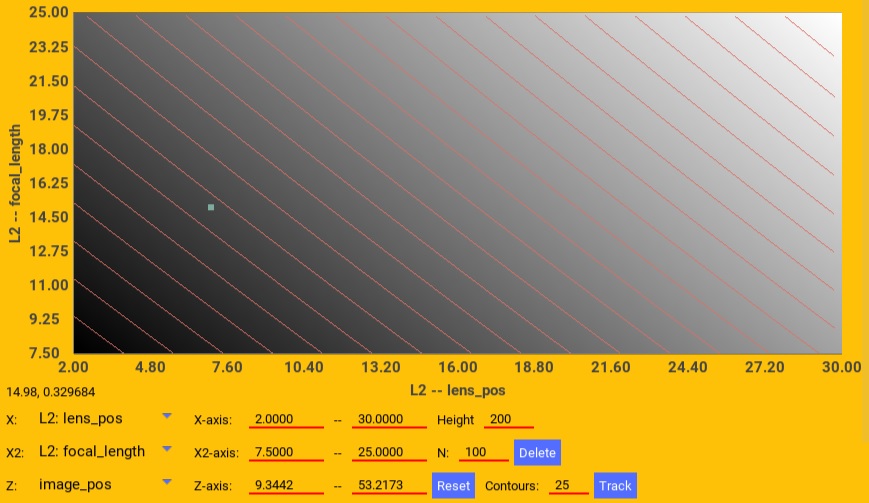 25.00
23.25
21.50
19.75
18.00
16.25
14.50
12.75
11.00
9.25
7.50
L2 -- focal_length
2.00 4.80 7.60 10.40 13.20 16.00 18.80 21.60 24.40 27.20 30.00
L2 -- lens_pos
14.98, 0.329684
X: L2: lens_pos X-axis: 2.0000 -- 30.0000 Height 200
X2: L2: focal_length X2-axis: 7.5000 -- 25.0000 N: 100 Delete
Z: image_pos Z-axis: 9.3442 -- 53.2173 Reset Contours: 25 Track